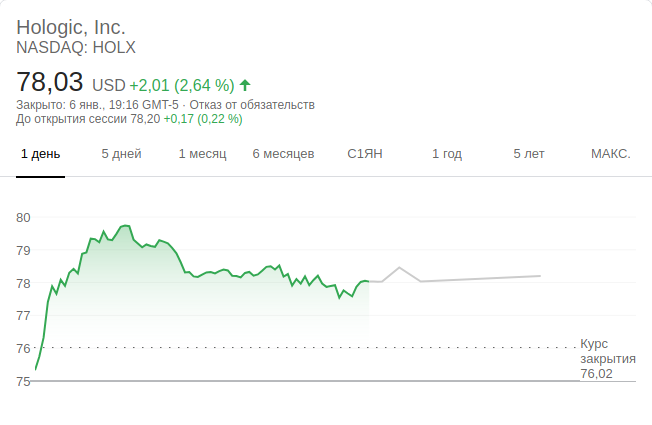 Hologic, Inc.
NASDAQ: HOLX
78,03 USD +2,01 (2,64 %)
Закрыто: 6 янв., 19:16 GMT-5 · Отказ от обязательств
До открытия сессии 78,20 +0,17 (0,22 %)
1 день 5 дней 1 месяц 6 месяцев С1ЯН 1 год 5 лет МАКС.
80
79
78
77
76
Курс
закрытия
76,02
75